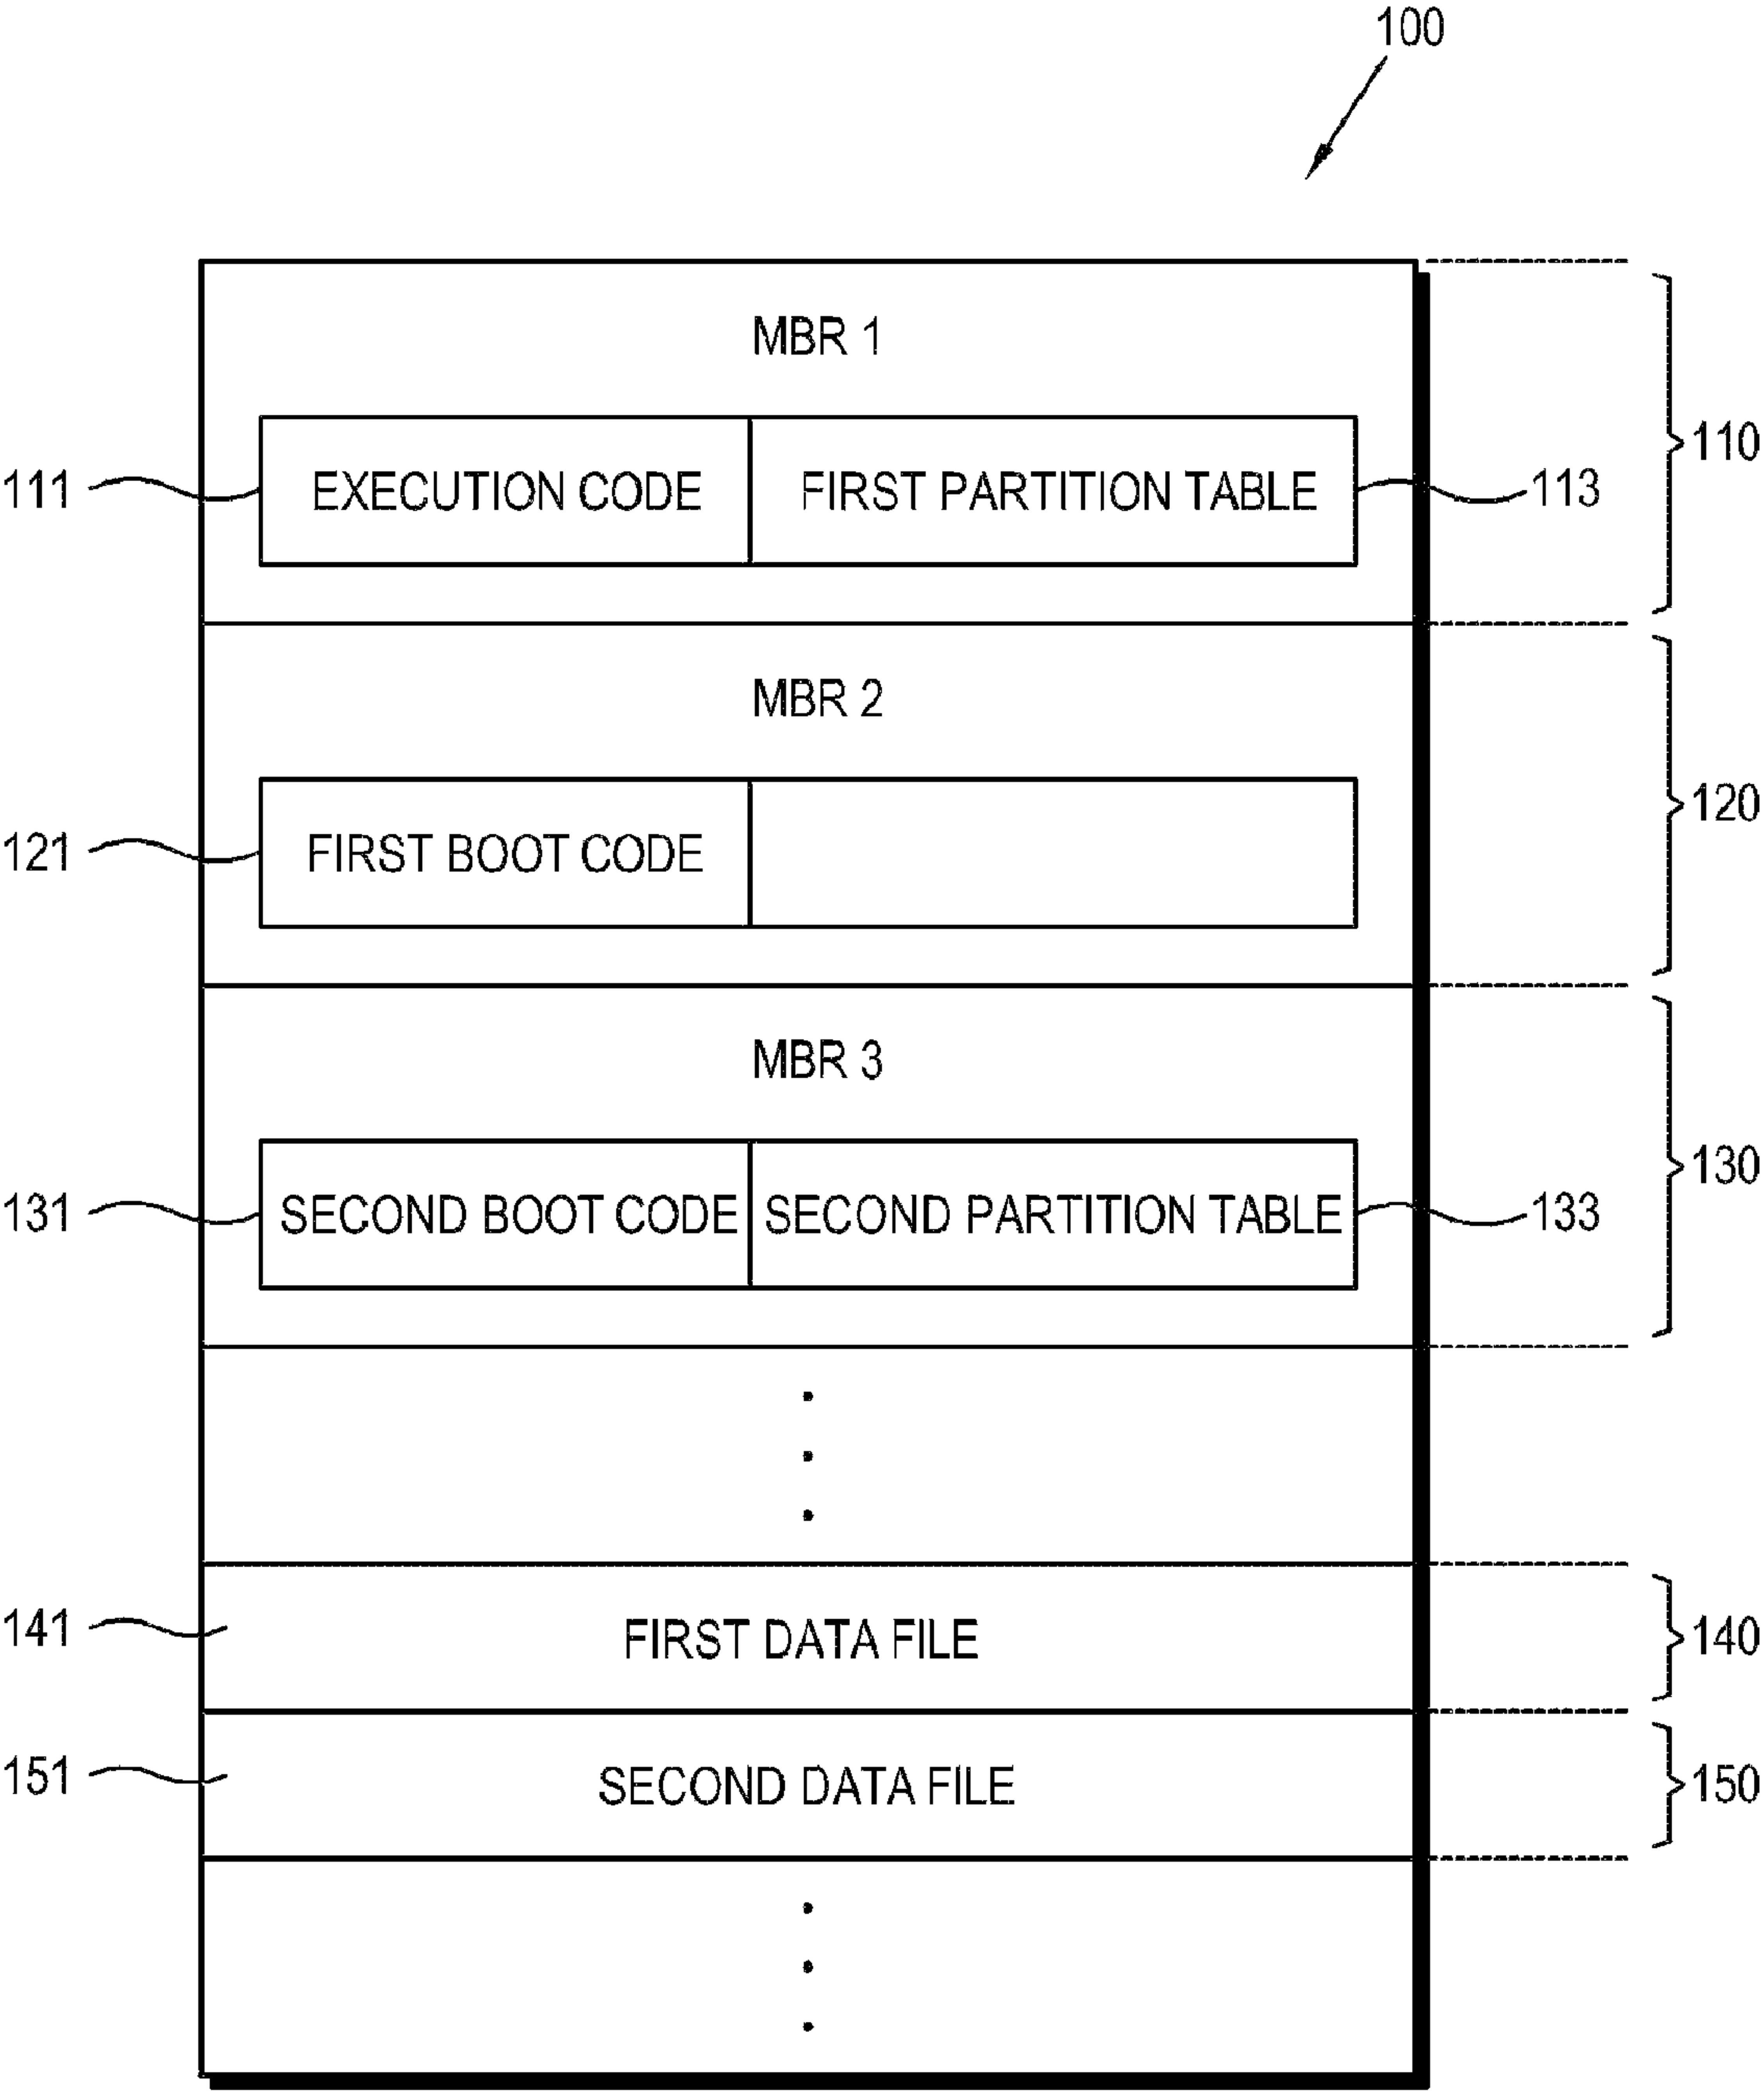 100
MBR 1
110
111 EXECUTION CODE FIRST PARTITION TABLE 113
MBR 2
120
121 FIRST BOOT CODE
MBR 3
130
131 SECOND BOOT CODE SECOND PARTITION TABLE 133
141 FIRST DATA FILE 140
151 SECOND DATA FILE 150